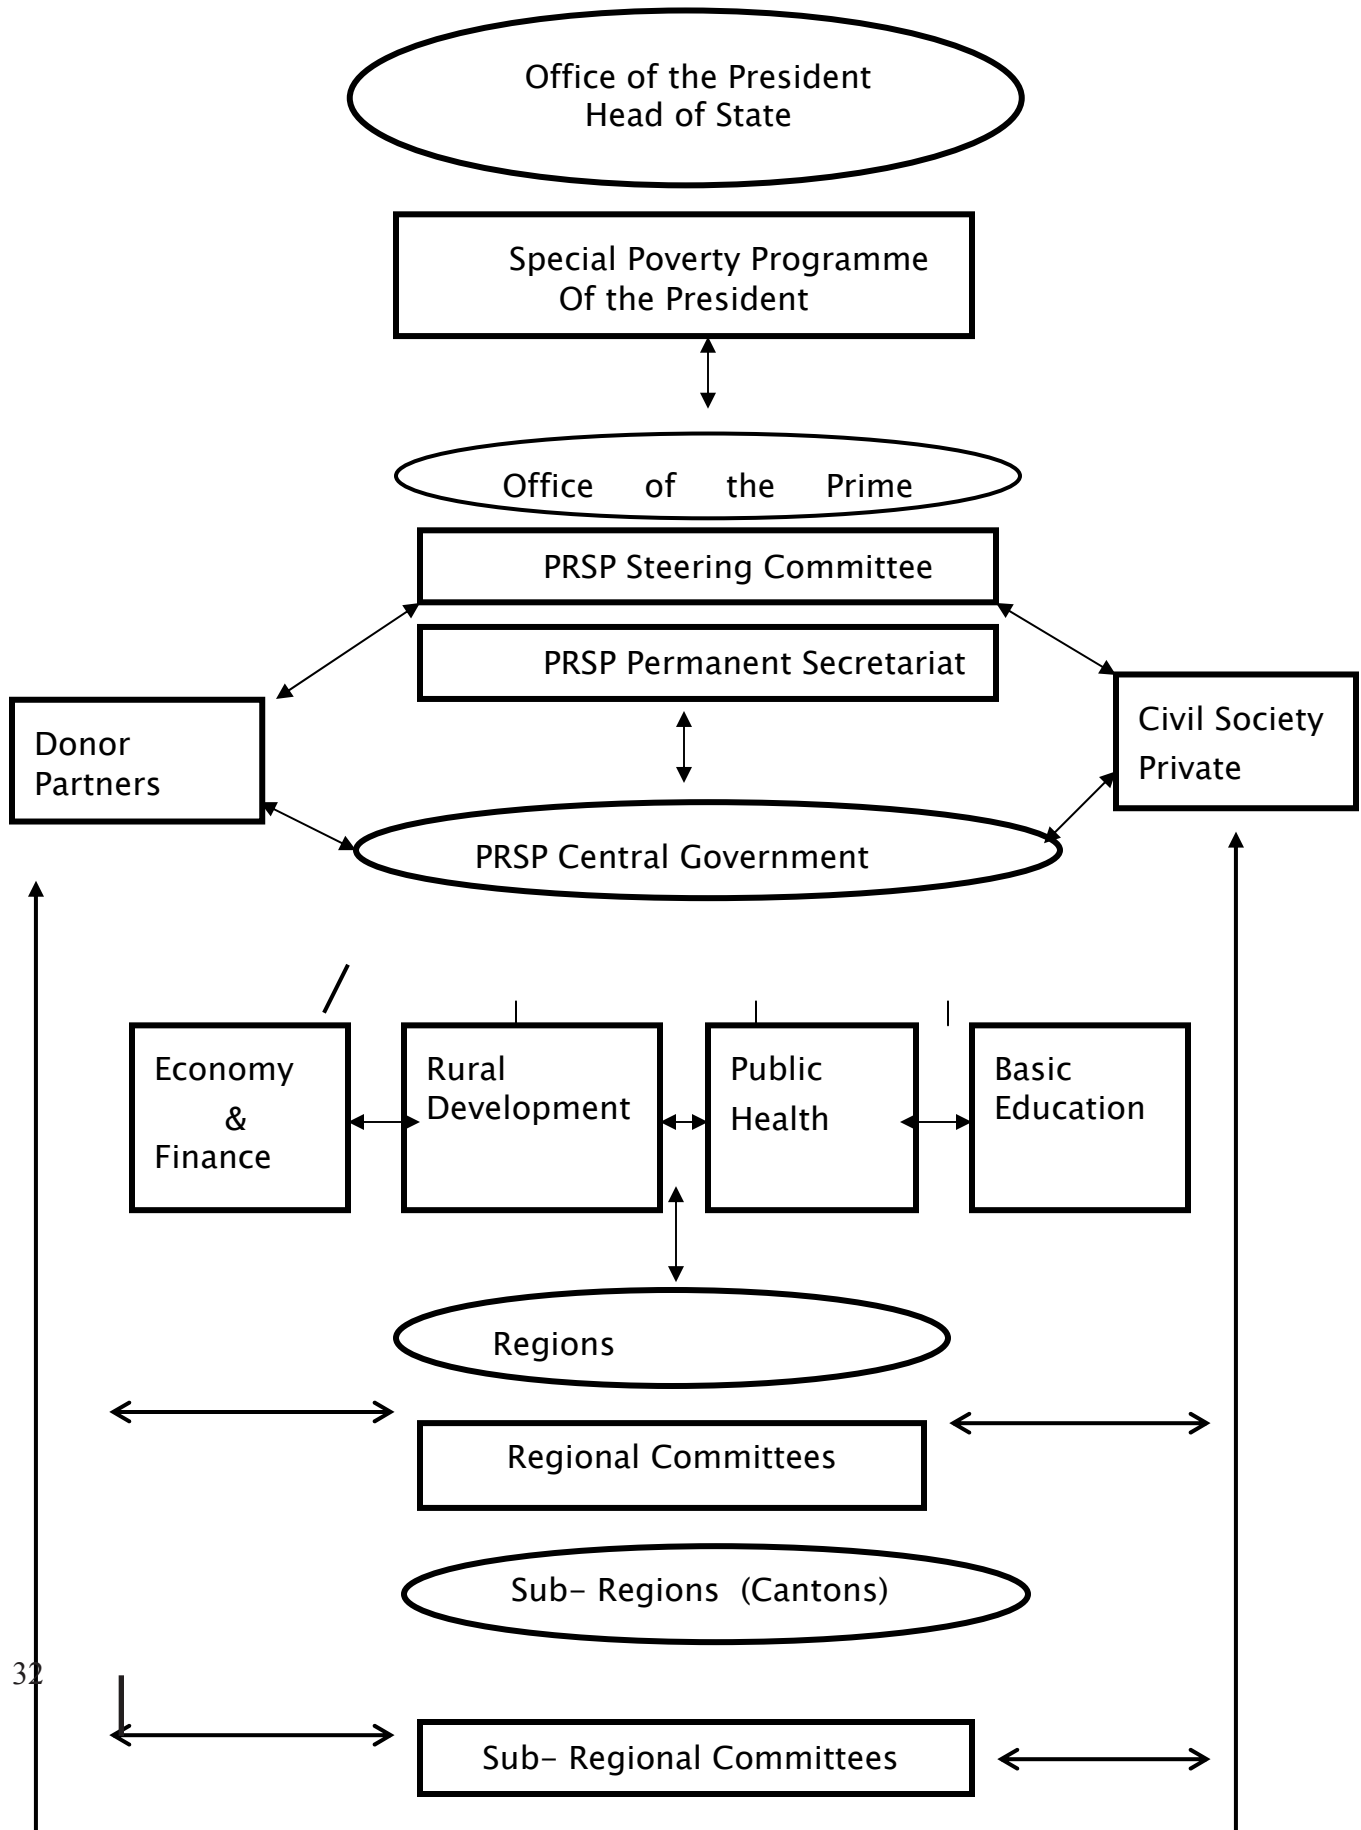 Office of the President
Head of State
Special Poverty Programme
Of the President
Office of the Prime
PRSP Steering Committee
PRSP Permanent Secretariat
Donor
Partners
Civil Society
Private
PRSP Central Government
Economy
&
Finance
Rural
Development
Public
Health
Basic
Education
Regions
Regional Committees
Sub- Regions (Cantons)
32
Sub- Regional Committees